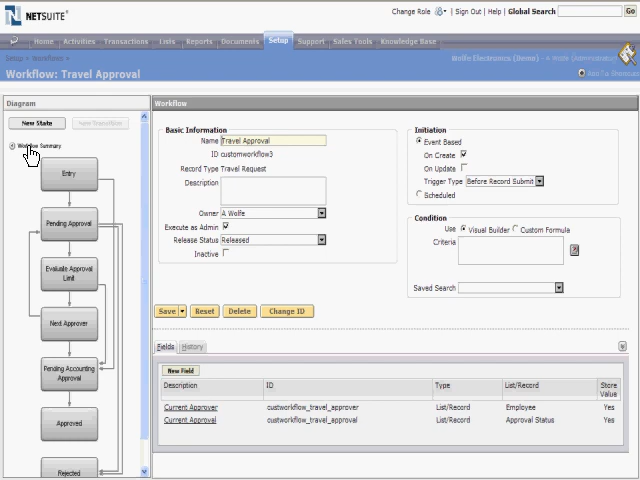 NETSUITE
Change Role | Sign Out | Help | Global Search Go
Home Activities Transactions Lists Reports Documents Setup Support Sales Tools Knowledge Base
Setup > Workflows >
Wolfe Electronics (Demo) - A Wolfe (Administrator)
Workflow: Travel Approval
Add To Shortcuts
Diagram
New State New Transition
Workflow Summary
Entry
Pending Approval
Evaluate Approval
Limit
Next Approver
Pending Accounting
Approval
Approved
Rejected
Workflow
Basic Information
Name Travel Approval
ID customworkflow3
Record Type Travel Request
Description
Owner A Wolfe
Execute as Admin
Release Status Released
Inactive
Initiation
Event Based
On Create
On Update
Trigger Type Before Record Submit
Scheduled
Condition
Use Visual Builder Custom Formula
Criteria
?
Saved Search
Save Reset Delete Change ID
Fields History
New Field
Description ID Type List/Record Store Value
Current Approver custworkflow_travel_approver List/Record Employee Yes
Current Approval custworkflow_travel_approval List/Record Approval Status Yes